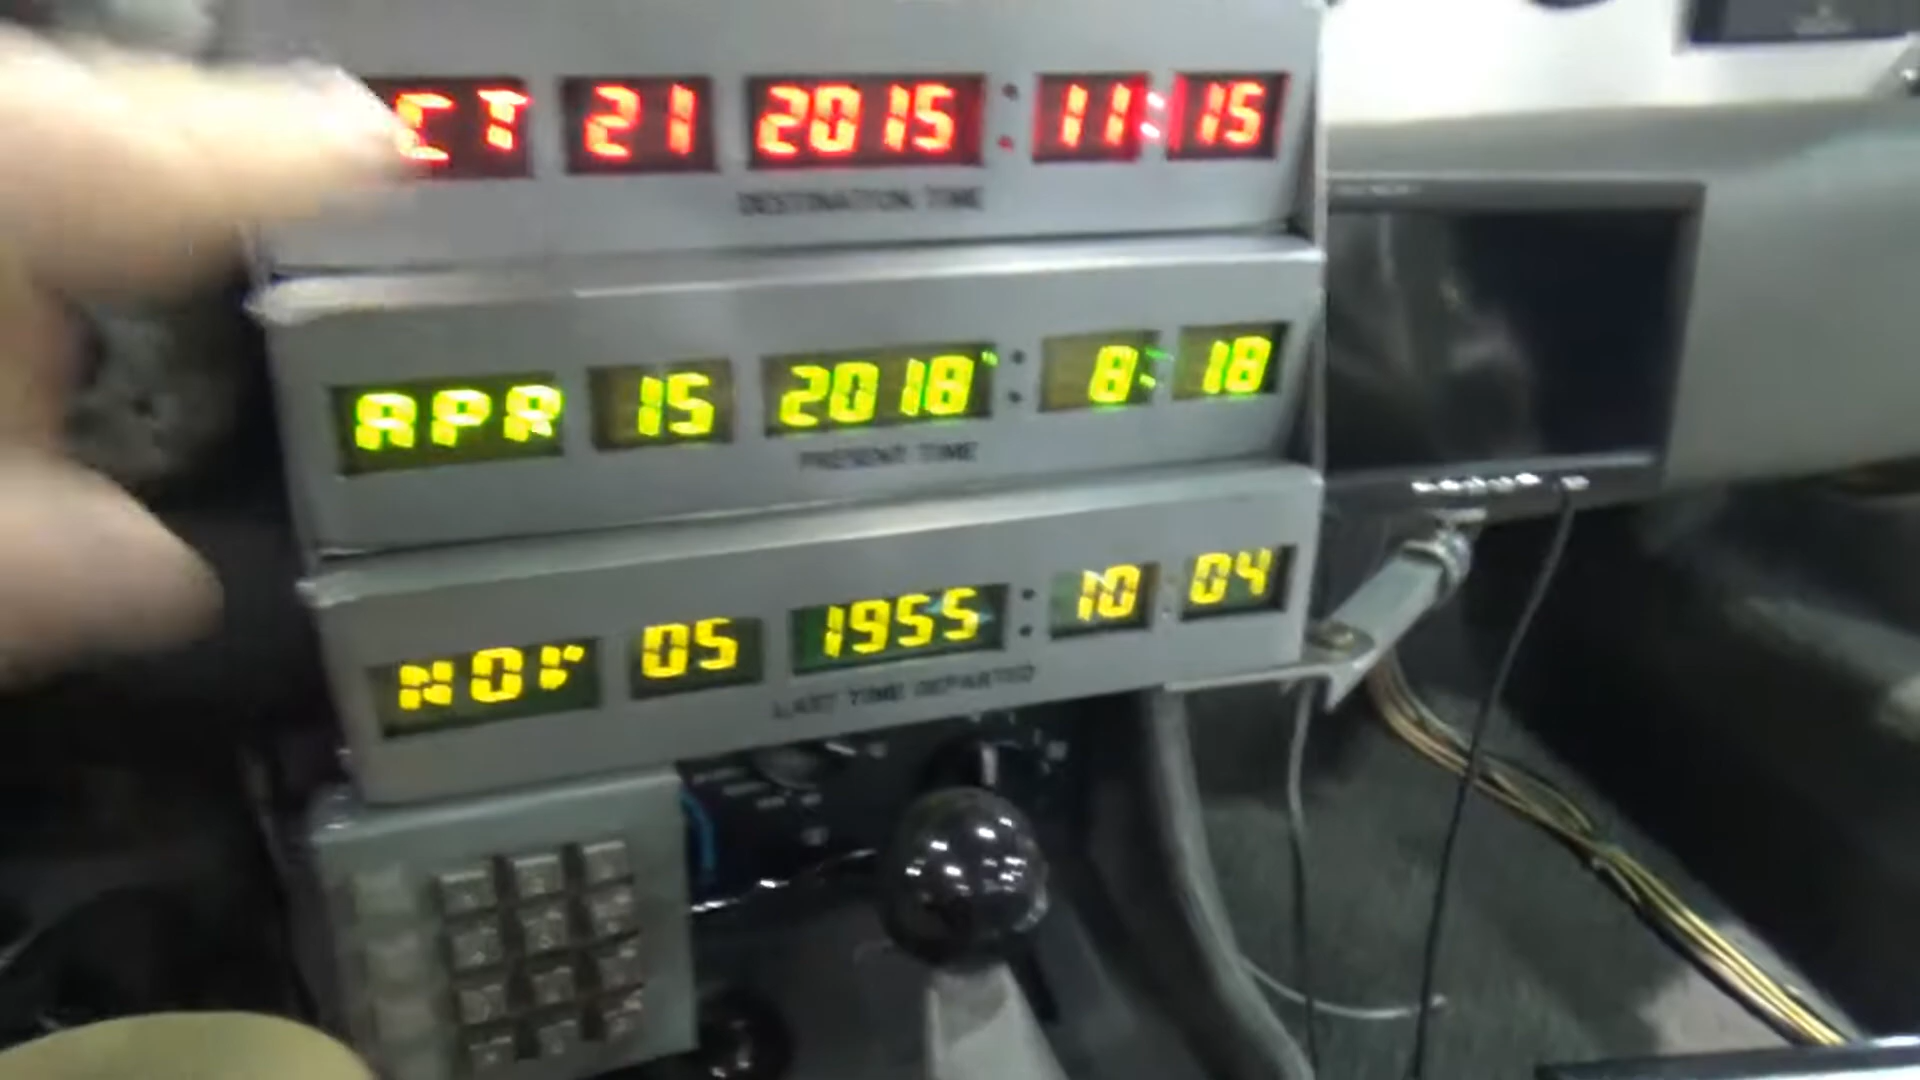 CT 21 2015 : 11:15
DESTINATION TIME
APR 15 2018 : 8:18
PRESENT TIME
NOV 05 1955 : 10:04
LAST TIME DEPARTED